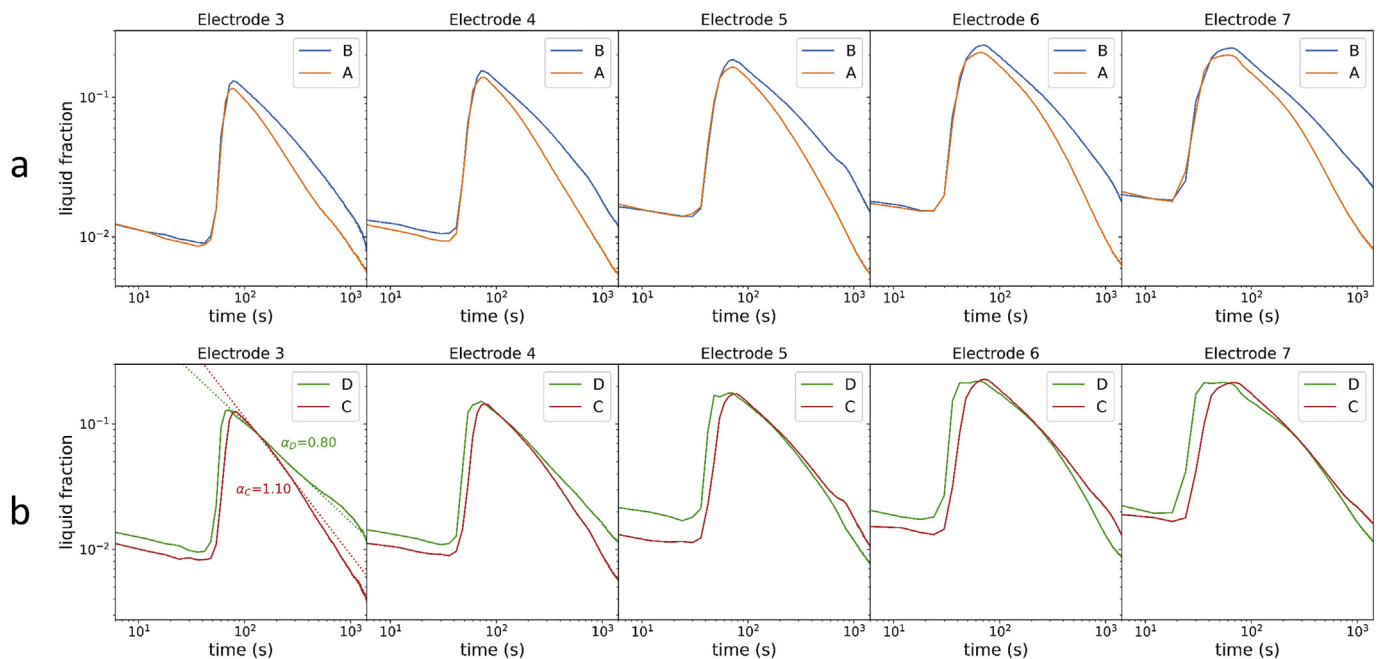 Electrode 3 Electrode 4 Electrode 5 Electrode 6 Electrode 7
a
liquid fraction
10⁻¹
10⁻²
B B B B B
A A A A A
10¹ 10² 10³ 10¹ 10² 10³ 10¹ 10² 10³ 10¹ 10² 10³ 10¹ 10² 10³
time (s) time (s) time (s) time (s) time (s)
Electrode 3 Electrode 4 Electrode 5 Electrode 6 Electrode 7
b
liquid fraction
10⁻¹
10⁻²
D D D D D
C C C C C
α_D=0.80
α_C=1.10
10¹ 10² 10³ 10¹ 10² 10³ 10¹ 10² 10³ 10¹ 10² 10³ 10¹ 10² 10³
time (s) time (s) time (s) time (s) time (s)